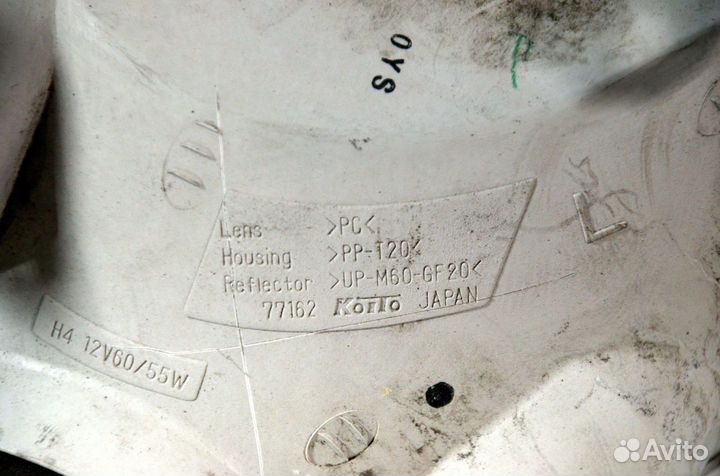 OYS
P
Lens >PC<
Housing >PP-T20<
Reflector >UP-M60-GF20<
77162 KOITO JAPAN
L
H4 12V60/55W
Avito